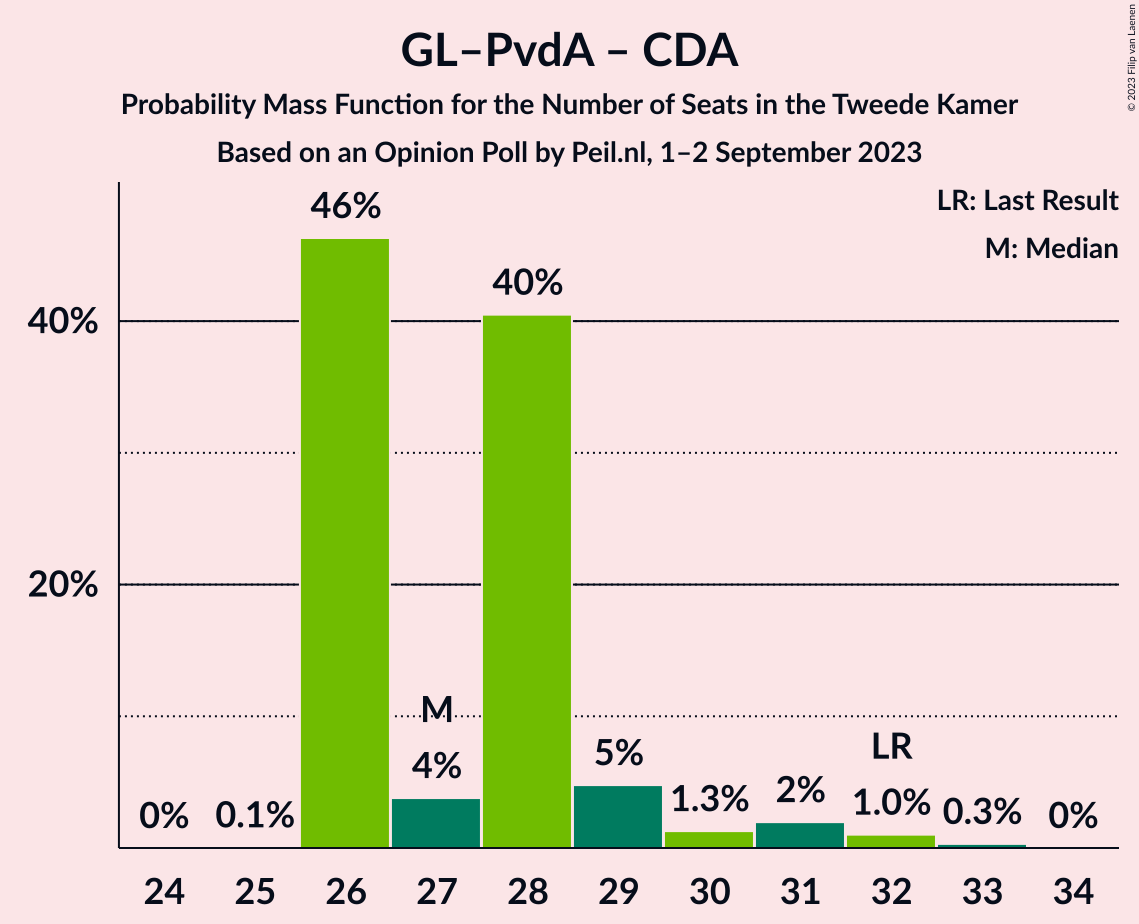 GL–PvdA – CDA
Probability Mass Function for the Number of Seats in the Tweede Kamer
Based on an Opinion Poll by Peil.nl, 1–2 September 2023
© 2023 Filip van Laenen
LR: Last Result
M: Median
46%
40%
40%
20%
M
LR
4%
5%
0%
0.1%
1.3%
2%
1.0%
0.3%
0%
24 25 26 27 28 29 30 31 32 33 34